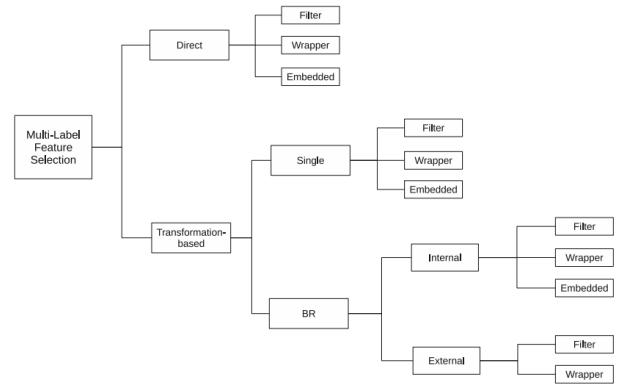 Multi-Label
Feature
Selection
Direct
Filter
Wrapper
Embedded
Transformation-
based
Single
Filter
Wrapper
Embedded
BR
Internal
Filter
Wrapper
Embedded
External
Filter
Wrapper